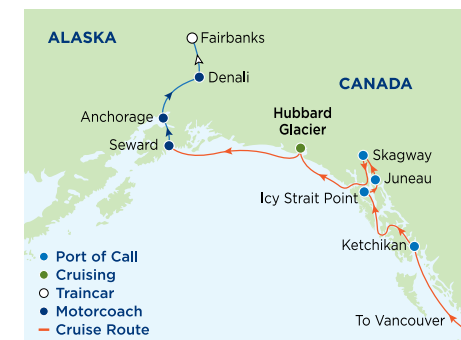 ALASKA
Fairbanks
Denali
CANADA
Anchorage
Hubbard
Glacier
Seward
Skagway
Juneau
Icy Strait Point
Ketchikan
Port of Call
Cruising
Traincar
Motorcoach
Cruise Route
To Vancouver